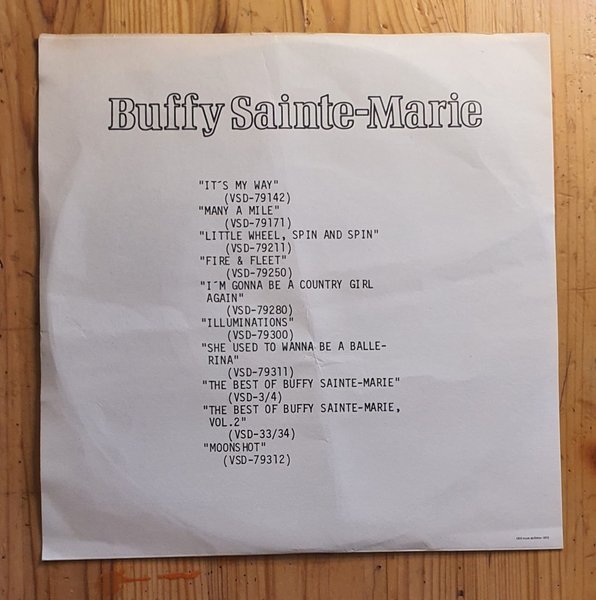 Buffy Sainte-Marie
"IT´S MY WAY"
(VSD-79142)
"MANY A MILE"
(VSD-79171)
"LITTLE WHEEL, SPIN AND SPIN"
(VSD-79211)
"FIRE & FLEET"
(VSD-79250)
"I´M GONNA BE A COUNTRY GIRL
AGAIN"
(VSD-79280)
"ILLUMINATIONS"
(VSD-79300)
"SHE USED TO WANNA BE A BALLE-
RINA"
(VSD-79311)
"THE BEST OF BUFFY SAINTE-MARIE"
(VSD-3/4)
"THE BEST OF BUFFY SAINTE-MARIE,
VOL.2"
(VSD-33/34)
"MOONSHOT"
(VSD-79312)